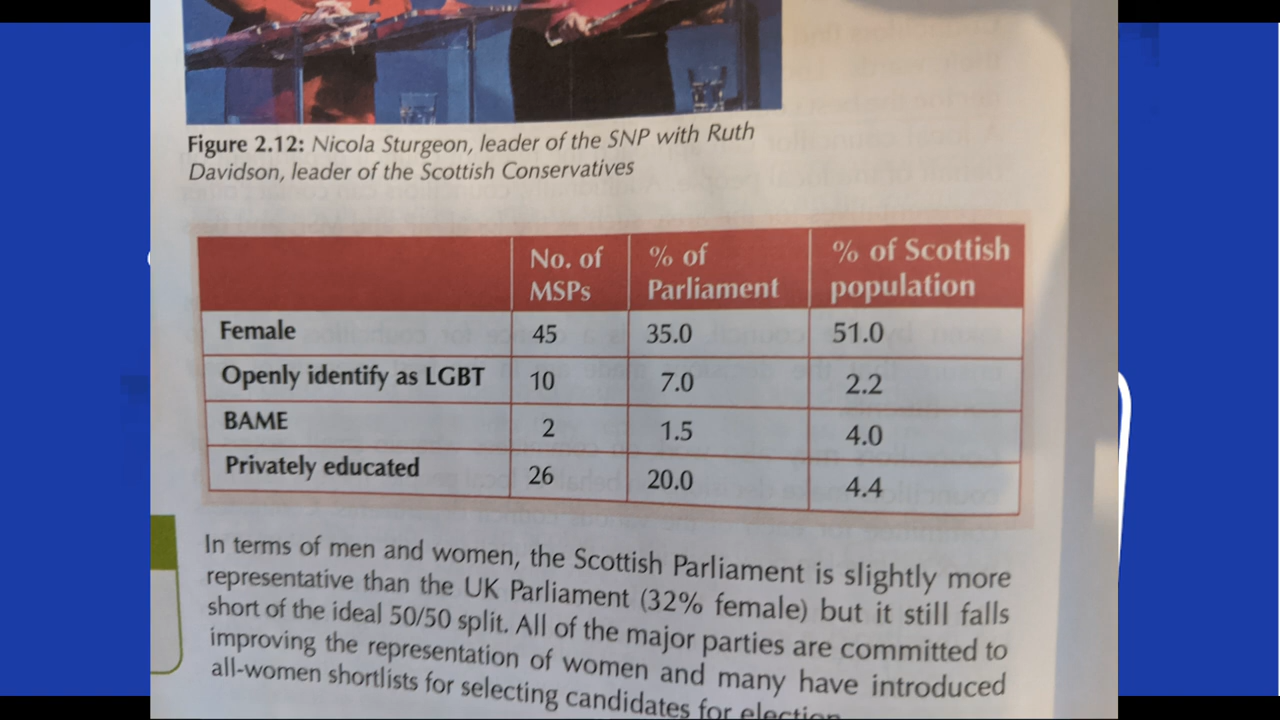 Figure 2.12: Nicola Sturgeon, leader of the SNP with Ruth
Davidson, leader of the Scottish Conservatives
No. of MSPs % of Parliament % of Scottish population
Female 45 35.0 51.0
Openly identify as LGBT 10 7.0 2.2
BAME 2 1.5 4.0
Privately educated 26 20.0 4.4
In terms of men and women, the Scottish Parliament is slightly more
representative than the UK Parliament (32% female) but it still falls
short of the ideal 50/50 split. All of the major parties are committed to
improving the representation of women and many have introduced
all-women shortlists for selecting candidates for election